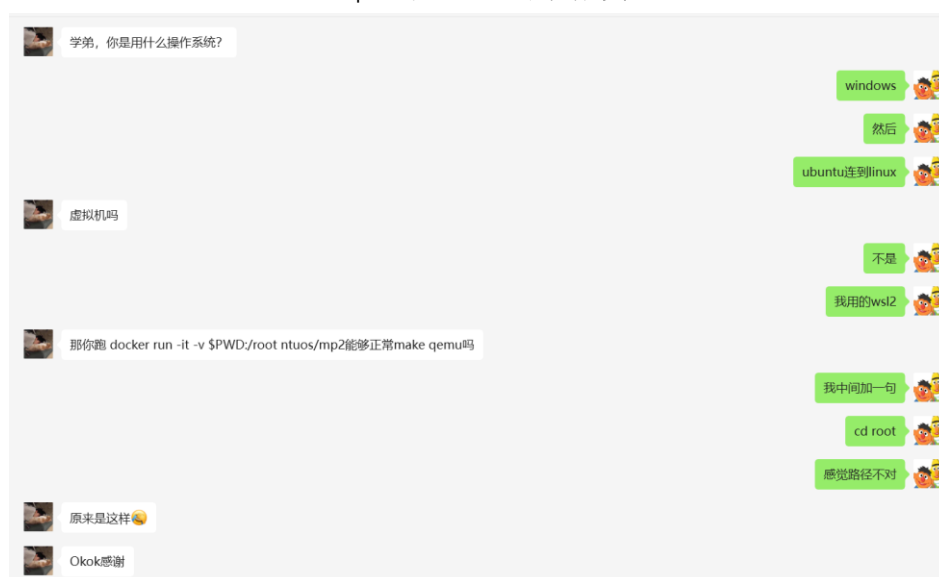 学弟，你是用什么操作系统?
windows
然后
ubuntu连到linux
虚拟机吗
不是
我用的wsl2
那你跑 docker run -it -v $PWD:/root ntuos/mp2能够正常make qemu吗
我中间加一句
cd root
感觉路径不对
原来是这样
Okok感谢